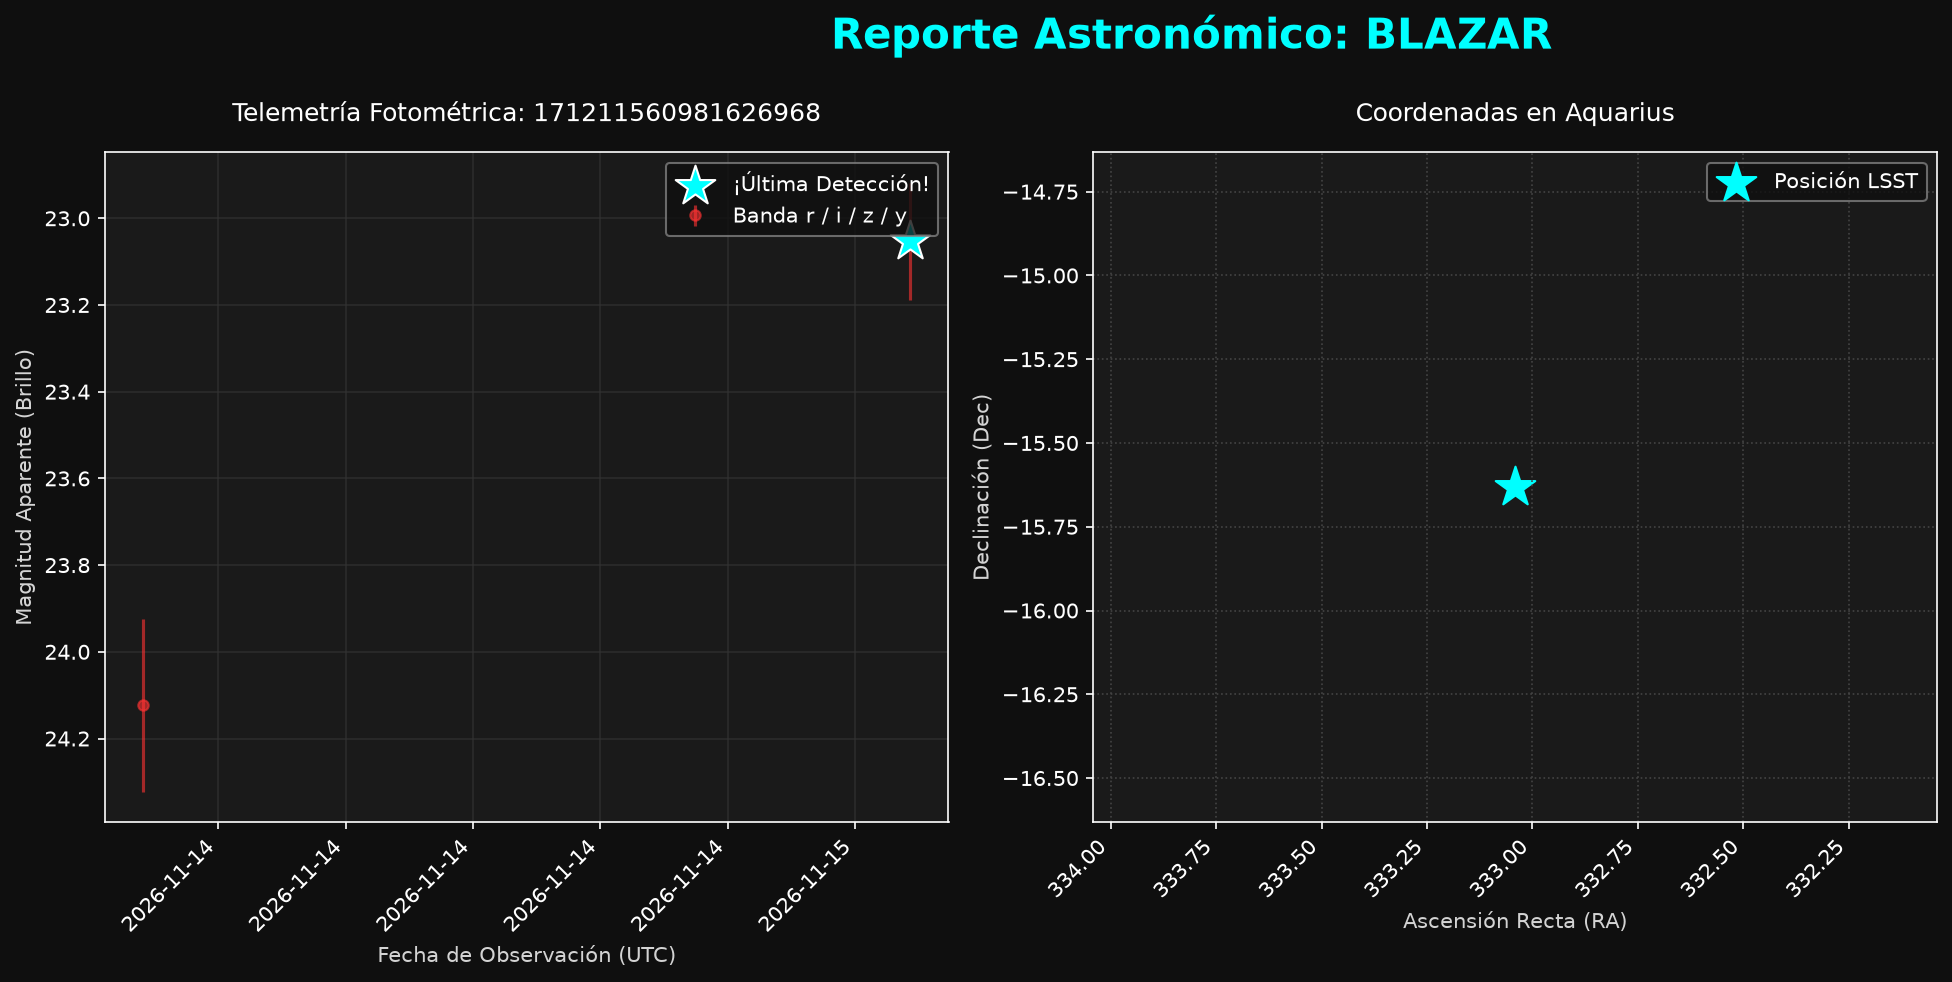 Reporte Astronómico: BLAZAR
Telemetría Fotométrica: 171211560981626968
¡Última Detección!
Banda r / i / z / y
Magnitud Aparente (Brillo)
23.0
23.2
23.4
23.6
23.8
24.0
24.2
2026-11-14
2026-11-14
2026-11-14
2026-11-14
2026-11-14
2026-11-15
Fecha de Observación (UTC)
Coordenadas en Aquarius
Posición LSST
Declinación (Dec)
−14.75
−15.00
−15.25
−15.50
−15.75
−16.00
−16.25
−16.50
334.00
333.75
333.50
333.25
333.00
332.75
332.50
332.25
Ascensión Recta (RA)